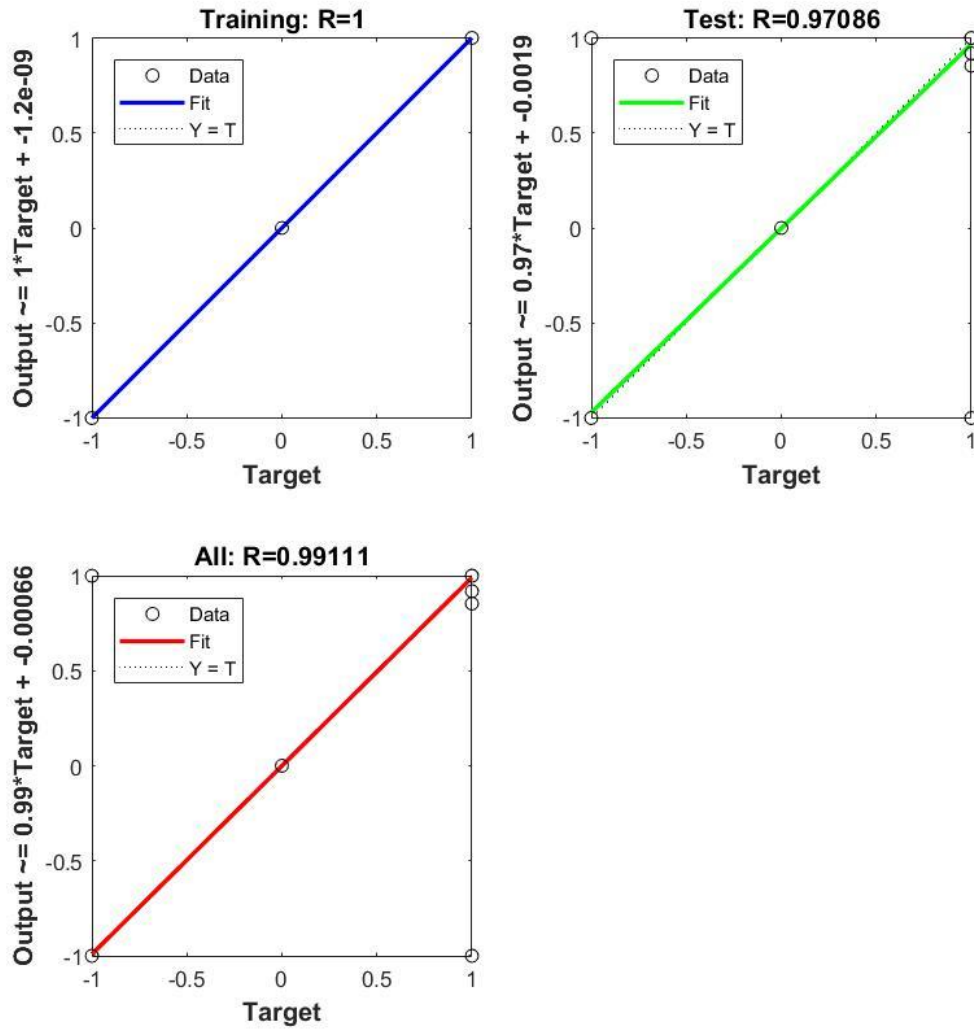 Training: R=1
Output ~= 1*Target + -1.2e-09
1
0.5
0
-0.5
-1
Data
Fit
Y = T
-1
-0.5
0
0.5
1
Target
Test: R=0.97086
Output ~= 0.97*Target + -0.0019
1
0.5
0
-0.5
-1
Data
Fit
Y = T
-1
-0.5
0
0.5
1
Target
All: R=0.99111
Output ~= 0.99*Target + -0.00066
1
0.5
0
-0.5
-1
Data
Fit
Y = T
-1
-0.5
0
0.5
1
Target